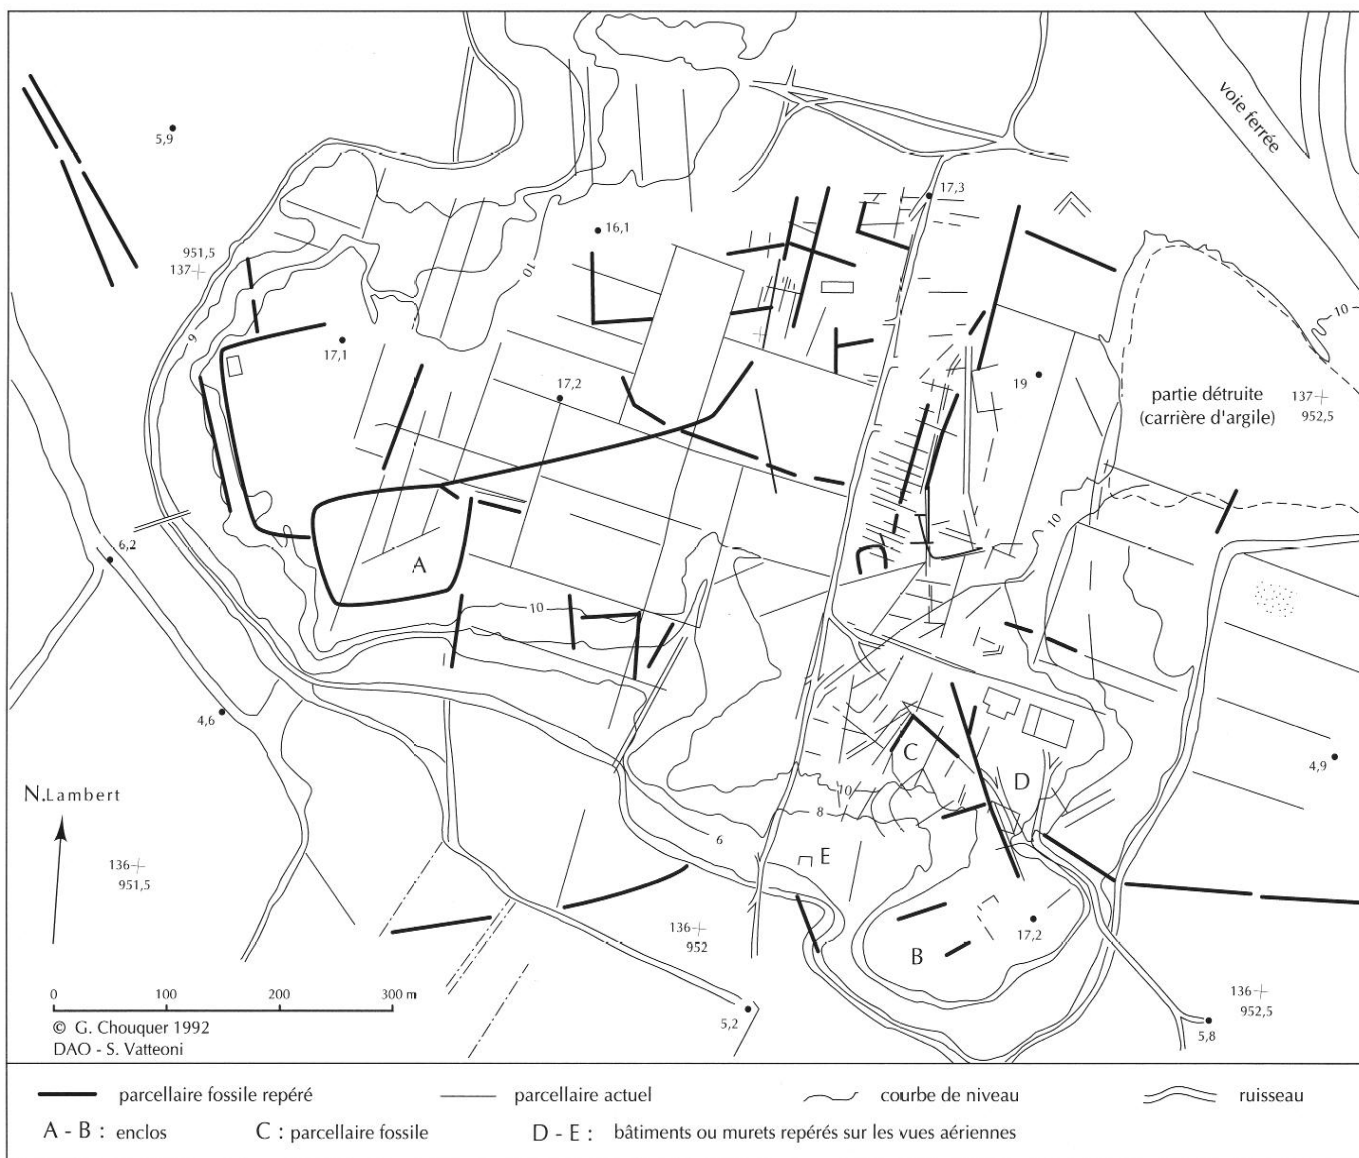 voie ferrée
5,9
17,3
16,1
951,5
137
10
10
9
17,1
17,2
19
partie détruite
(carrière d'argile)
137
952,5
10
6,2
A
10
4,6
C
D
4,9
10
8
N.Lambert
6
E
136
951,5
136
952
17,2
B
136
952,5
0 100 200 300 m
5,2
5,8
© G. Chouquer 1992
DAO - S. Vatteoni
parcellaire fossile repéré parcellaire actuel courbe de niveau ruisseau
A - B : enclos C : parcellaire fossile D - E : bâtiments ou murets repérés sur les vues aériennes